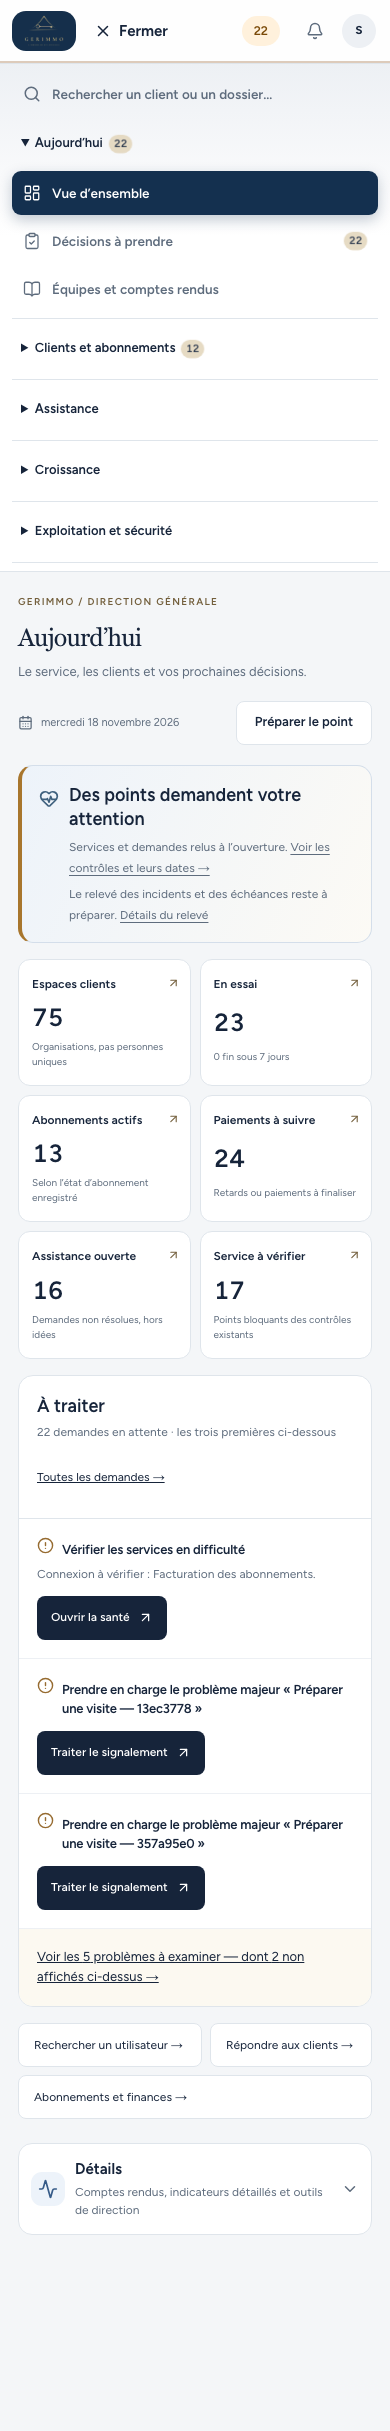 GERIMMO
Fermer
22
S
Rechercher un client ou un dossier...
Aujourd’hui 22
Vue d’ensemble
Décisions à prendre 22
Équipes et comptes rendus
Clients et abonnements 12
Assistance
Croissance
Exploitation et sécurité
GERIMMO / DIRECTION GÉNÉRALE
Aujourd’hui
Le service, les clients et vos prochaines décisions.
mercredi 18 novembre 2026
Préparer le point
Des points demandent votre
attention
Services et demandes relus à l’ouverture. Voir les
contrôles et leurs dates →
Le relevé des incidents et des échéances reste à
préparer. Détails du relevé
Espaces clients
75
Organisations, pas personnes
uniques
En essai
23
0 fin sous 7 jours
Abonnements actifs
13
Selon l’état d’abonnement
enregistré
Paiements à suivre
24
Retards ou paiements à finaliser
Assistance ouverte
16
Demandes non résolues, hors
idées
Service à vérifier
17
Points bloquants des contrôles
existants
À traiter
22 demandes en attente · les trois premières ci-dessous
Toutes les demandes →
Vérifier les services en difficulté
Connexion à vérifier : Facturation des abonnements.
Ouvrir la santé
Prendre en charge le problème majeur « Préparer
une visite — 13ec3778 »
Traiter le signalement
Prendre en charge le problème majeur « Préparer
une visite — 357a95e0 »
Traiter le signalement
Voir les 5 problèmes à examiner — dont 2 non
affichés ci-dessus →
Rechercher un utilisateur →
Répondre aux clients →
Abonnements et finances →
Détails
Comptes rendus, indicateurs détaillés et outils
de direction